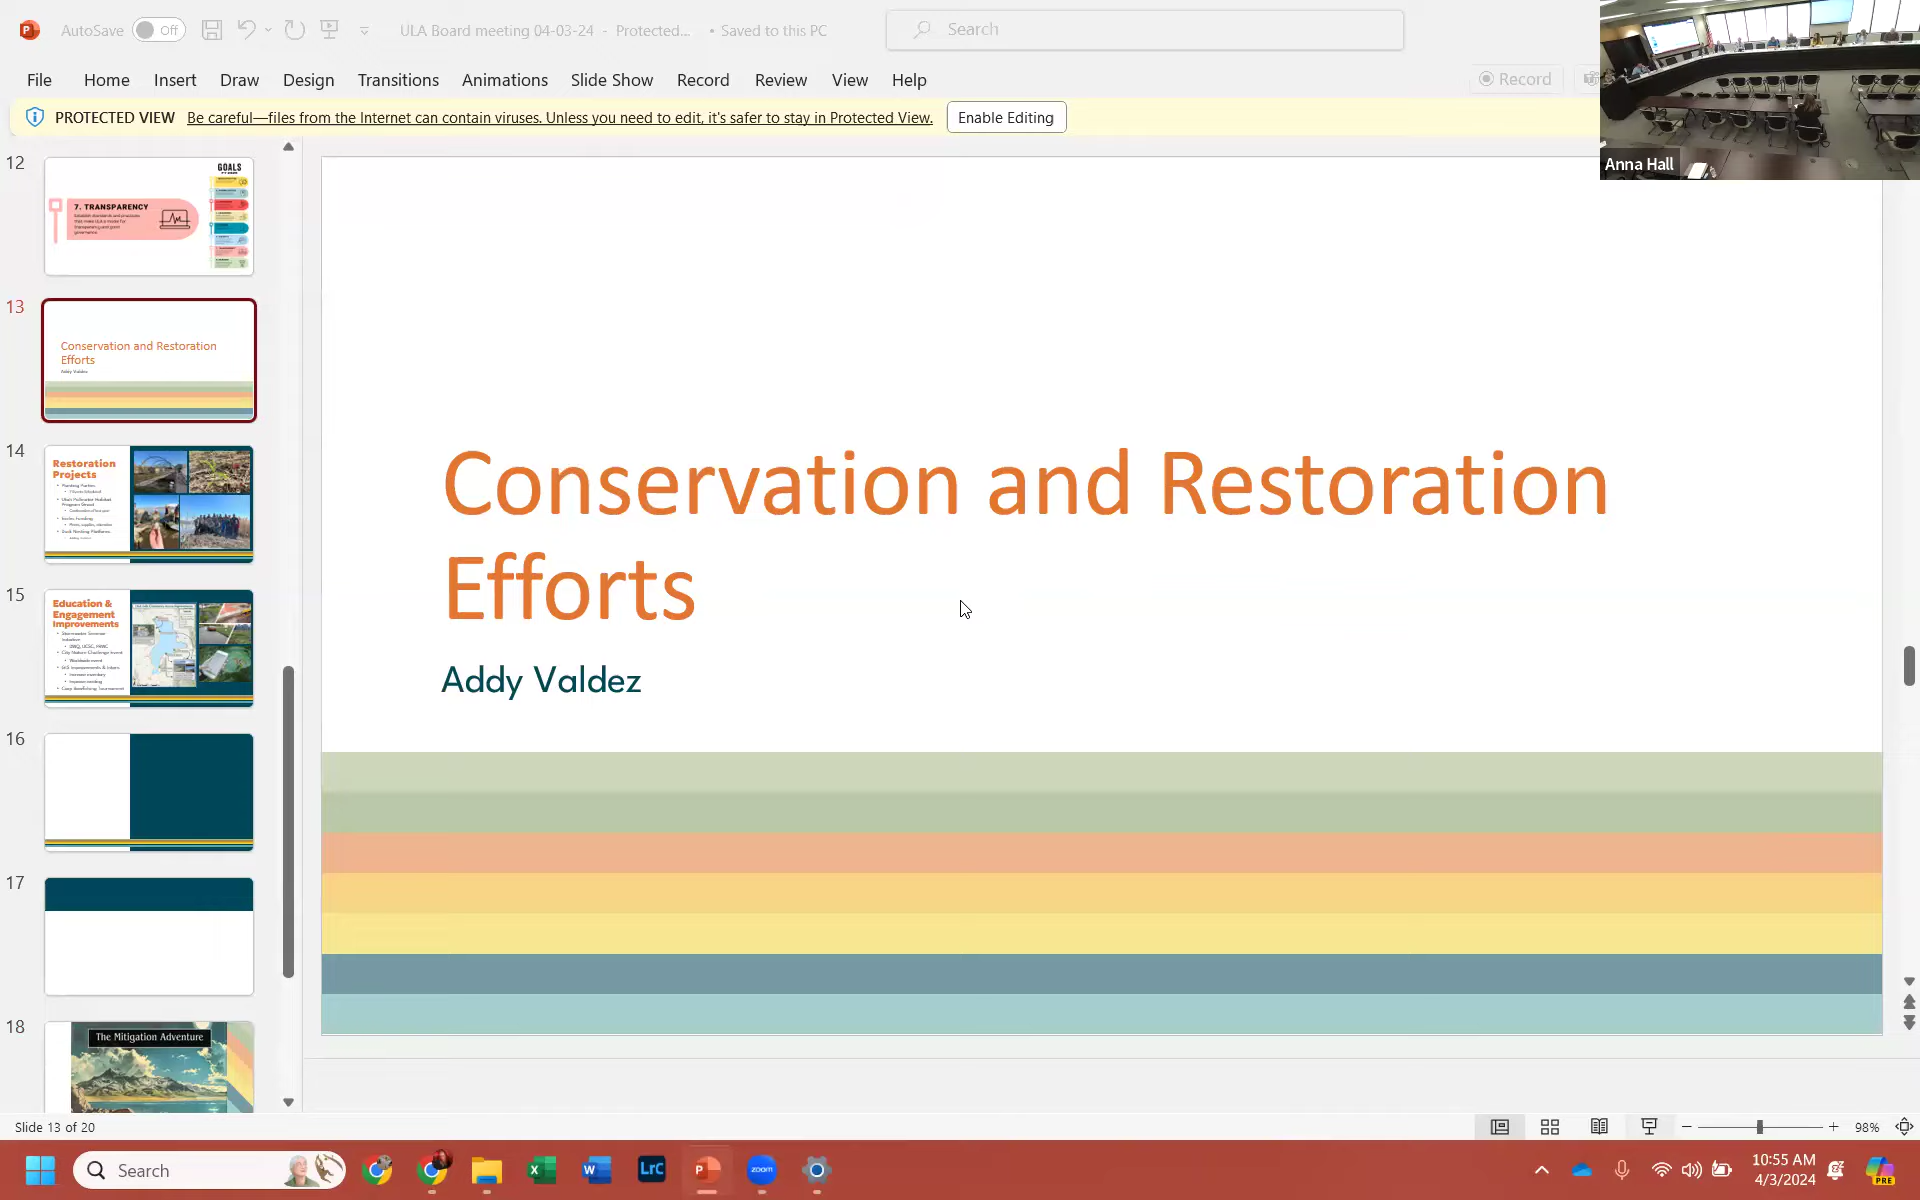 AutoSave Off ULA Board meeting 04-03-24 - Protected... • Saved to this PC Search
File Home Insert Draw Design Transitions Animations Slide Show Record Review View Help Record
PROTECTED VIEW Be careful—files from the Internet can contain viruses. Unless you need to edit, it's safer to stay in Protected View. Enable Editing
Anna Hall
12
GOALS
7. TRANSPARENCY
13
Conservation and Restoration
Efforts
Addy Valdez
14
Restoration
Projects
15
Education &
Engagement
Improvements
16
17
18
The Mitigation Adventure
Conservation and Restoration
Efforts
Addy Valdez
Slide 13 of 20
98%
Search
LrC
zoom
10:55 AM
4/3/2024
PRE